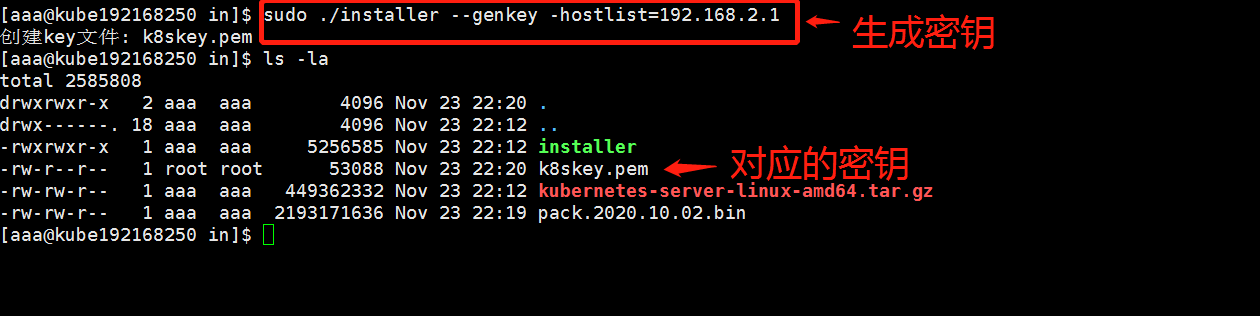 [aaa@kube192168250 in]$ sudo ./installer --genkey -hostlist=192.168.2.1
生成密钥
创建key文件: k8skey.pem
[aaa@kube192168250 in]$ ls -la
total 2585808
drwxrwxr-x   2 aaa  aaa        4096 Nov 23 22:20 .
drwx------. 18 aaa  aaa        4096 Nov 23 22:12 ..
-rwxrwxr-x   1 aaa  aaa     5256585 Nov 23 22:12 installer
-rw-r--r--   1 root root      53088 Nov 23 22:20 k8skey.pem
对应的密钥
-rw-rw-r--   1 aaa  aaa   449362332 Nov 23 22:12 kubernetes-server-linux-amd64.tar.gz
-rw-rw-r--   1 aaa  aaa  2193171636 Nov 23 22:19 pack.2020.10.02.bin
[aaa@kube192168250 in]$